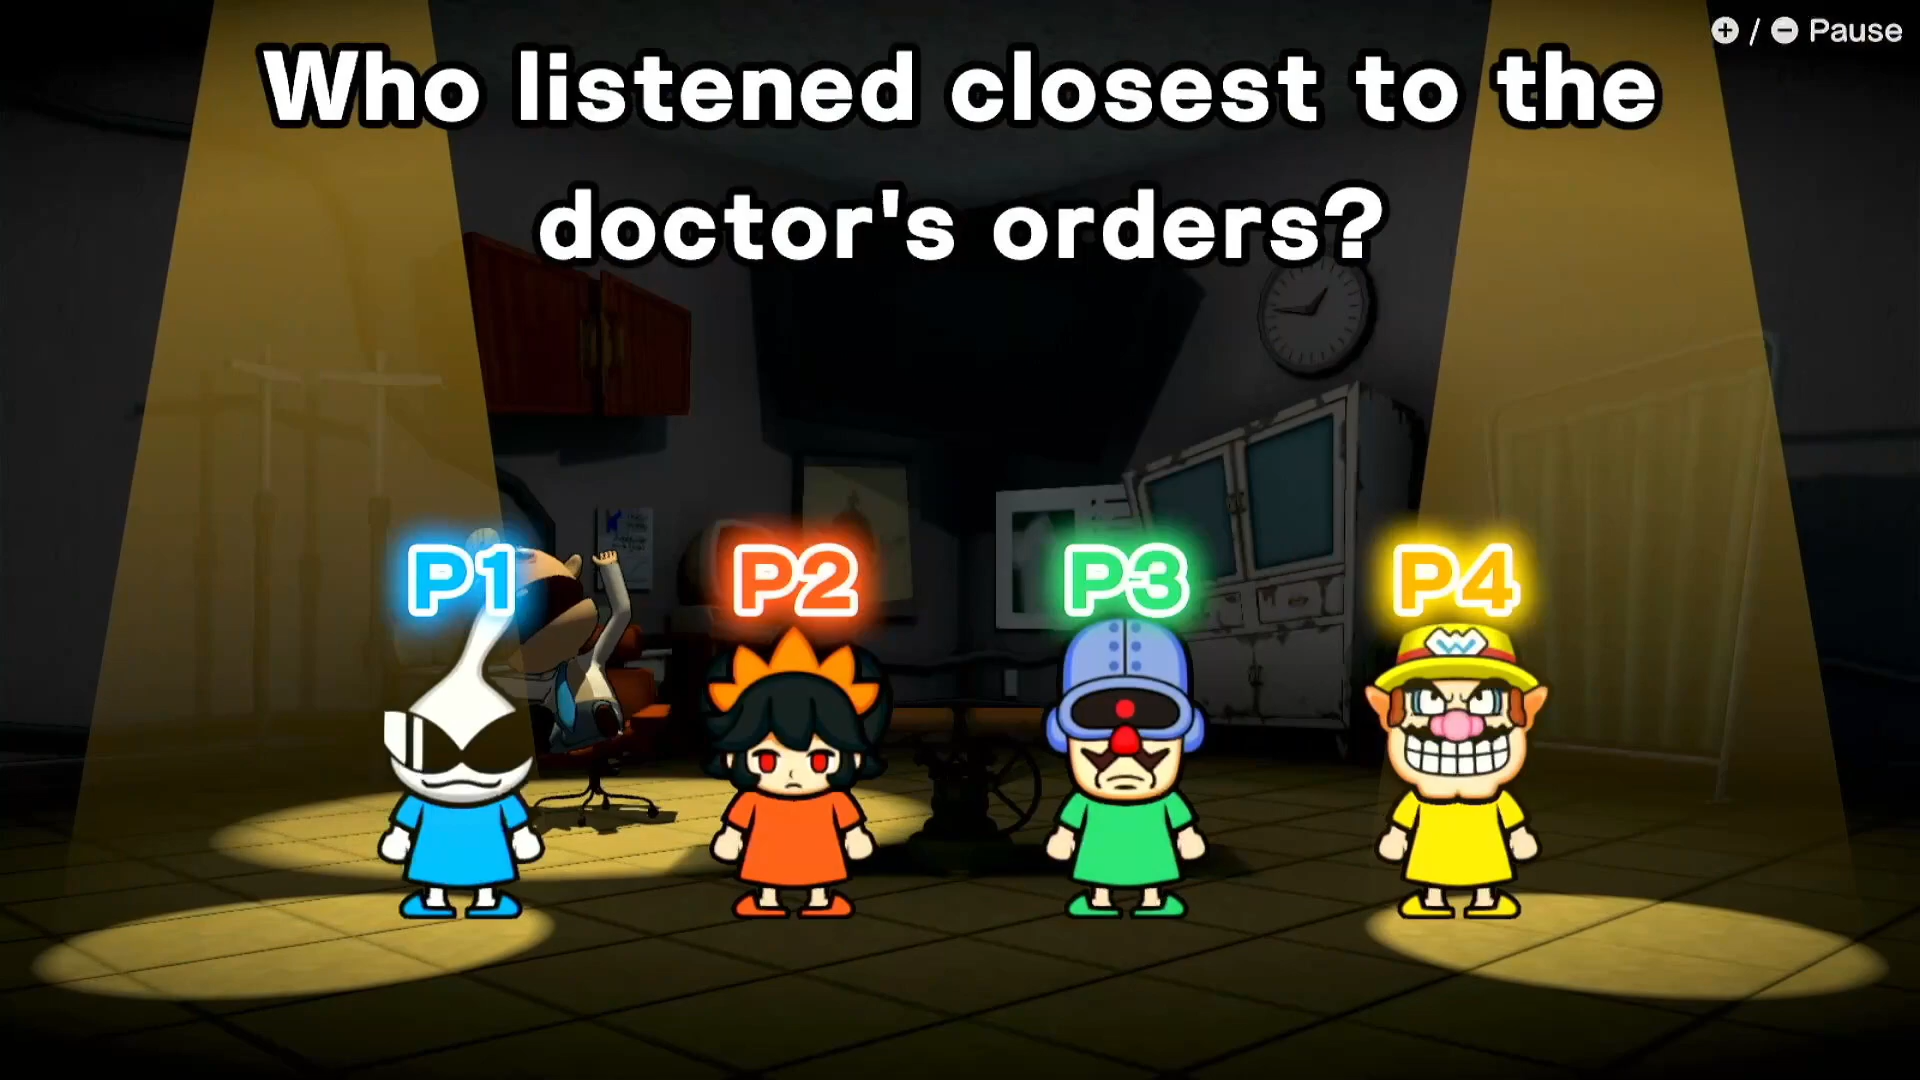 + / - Pause
Who listened closest to the
doctor's orders?
P1 P2 P3 P4
W